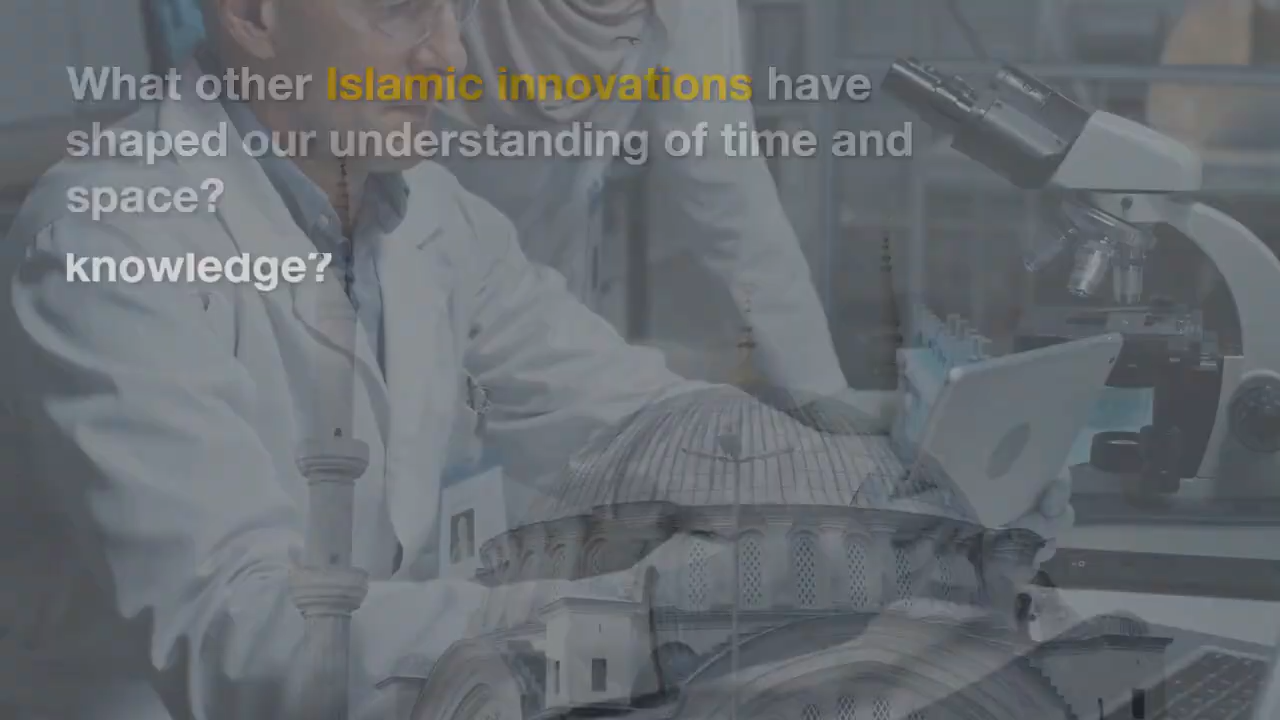 What other Islamic innovations have
shaped our understanding of time and
space?
knowledge?